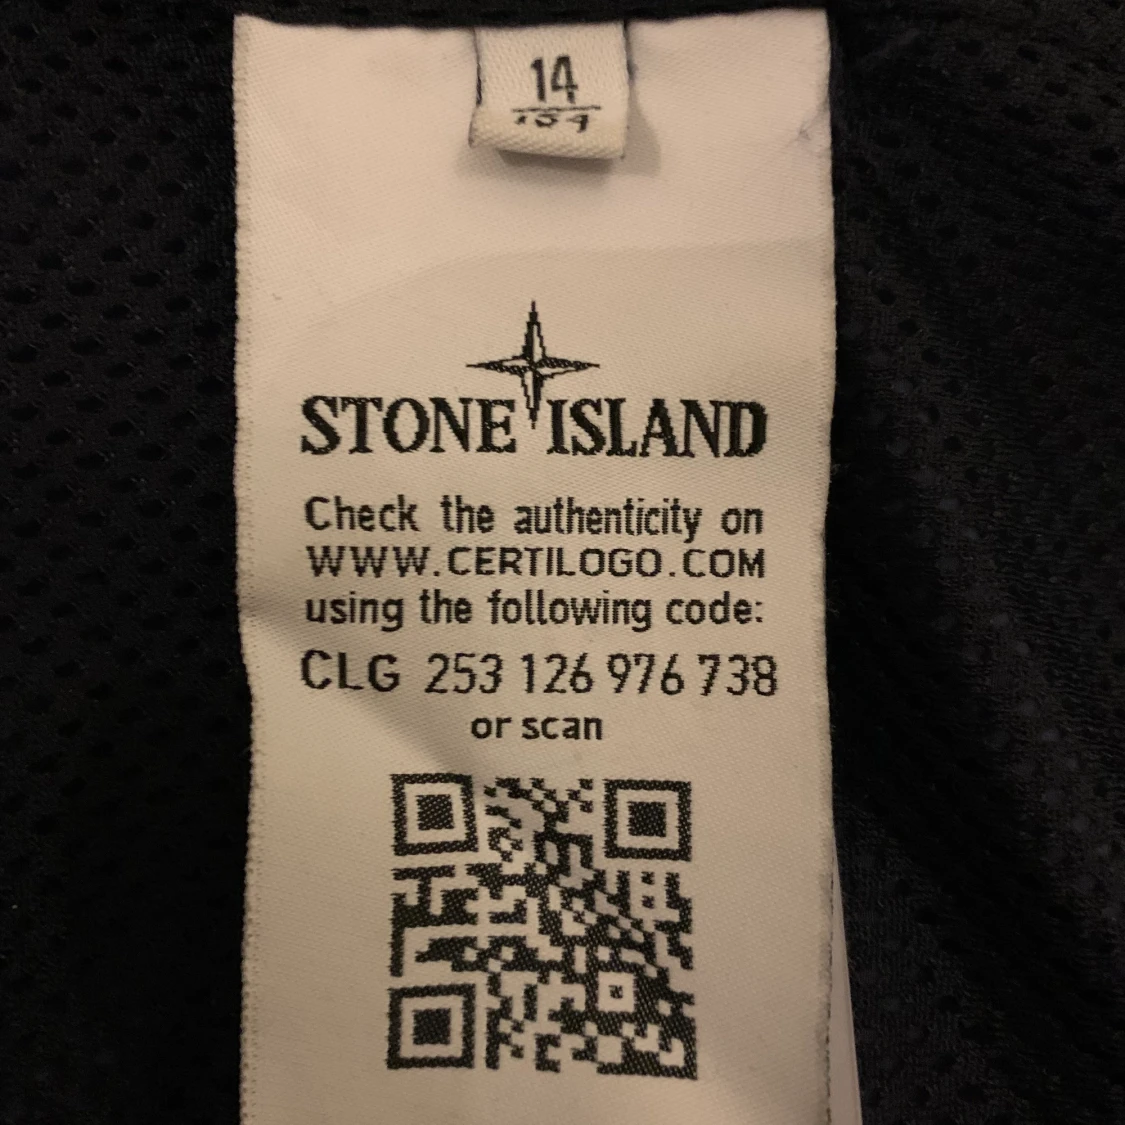 14
164
STONE ISLAND
Check the authenticity on
WWW.CERTILOGO.COM
using the following code:
CLG 253 126 976 738
or scan